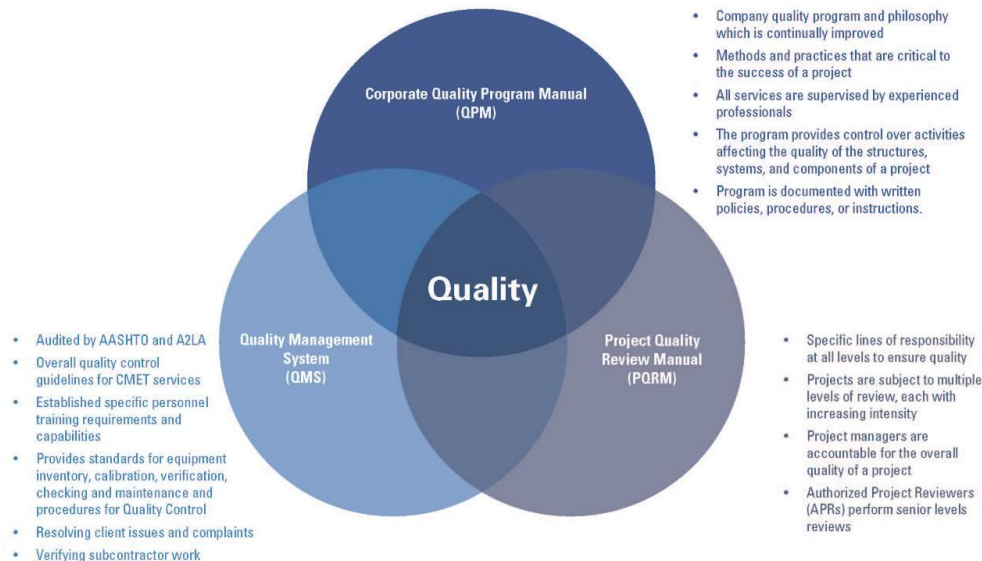 • Company quality program and philosophy
which is continually improved
• Methods and practices that are critical to
the success of a project
• All services are supervised by experienced
professionals
• The program provides control over activities
affecting the quality of the structures,
systems, and components of a project
• Program is documented with written
policies, procedures, or instructions.
Corporate Quality Program Manual
(QPM)
Quality
Quality Management
System
(QMS)
Project Quality
Review Manual
(PQRM)
• Audited by AASHTO and A2LA
• Overall quality control
guidelines for CMET services
• Established specific personnel
training requirements and
capabilities
• Provides standards for equipment
inventory, calibration, verification,
checking and maintenance and
procedures for Quality Control
• Resolving client issues and complaints
• Verifying subcontractor work
• Specific lines of responsibility
at all levels to ensure quality
• Projects are subject to multiple
levels of review, each with
increasing intensity
• Project managers are
accountable for the overall
quality of a project
• Authorized Project Reviewers
(APRs) perform senior levels
reviews